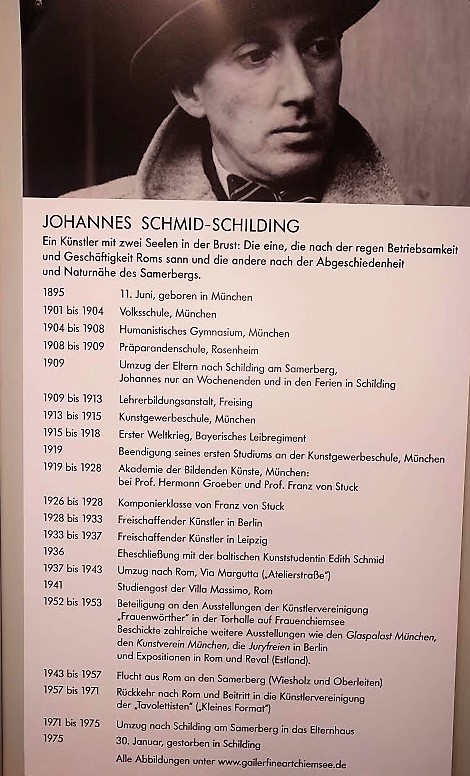 JOHANNES SCHMID-SCHILDING
Ein Künstler mit zwei Seelen in der Brust: Die eine, die nach der regen Betriebsamkeit
und Geschäftigkeit Roms sann und die andere nach der Abgeschiedenheit
und Naturnähe des Samerbergs.
1895 11. Juni, geboren in München
1901 bis 1904 Volksschule, München
1904 bis 1908 Humanistisches Gymnasium, München
1908 bis 1909 Präparandenschule, Rosenheim
1909 Umzug der Eltern nach Schilding am Samerberg,
Johannes nur an Wochenenden und in den Ferien in Schilding
1909 bis 1913 Lehrerbildungsanstalt, Freising
1913 bis 1915 Kunstgewerbeschule, München
1915 bis 1918 Erster Weltkrieg, Bayerisches Leibregiment
1919 Beendigung seines ersten Studiums an der Kunstgewerbeschule, München
1919 bis 1928 Akademie der Bildenden Künste, München:
bei Prof. Hermann Groeber und Prof. Franz von Stuck
1926 bis 1928 Komponierklasse von Franz von Stuck
1928 bis 1933 Freischaffender Künstler in Berlin
1933 bis 1937 Freischaffender Künstler in Leipzig
1936 Eheschließung mit der baltischen Kunststudentin Edith Schmid
1937 bis 1943 Umzug nach Rom, Via Margutta („Atelierstraße“)
1941 Studiengast der Villa Massimo, Rom
1952 bis 1953 Beteiligung an den Ausstellungen der Künstlervereinigung
„Frauenwörther“ in der Torhalle auf Frauenchiemsee
Beschickte zahlreiche weitere Ausstellungen wie den Glaspalast München,
den Kunstverein München, die Juryfreien in Berlin
und Expositionen in Rom und Reval (Estland).
1943 bis 1957 Flucht aus Rom an den Samerberg (Wiesholz und Oberleiten)
1957 bis 1971 Rückkehr nach Rom und Beitritt in die Künstlervereinigung
der „Tavolettisten“ („Kleines Format“)
1971 bis 1975 Umzug nach Schilding am Samerberg in das Elternhaus
1975 30. Januar, gestorben in Schilding
Alle Abbildungen unter www.gailerfineartchiemsee.de